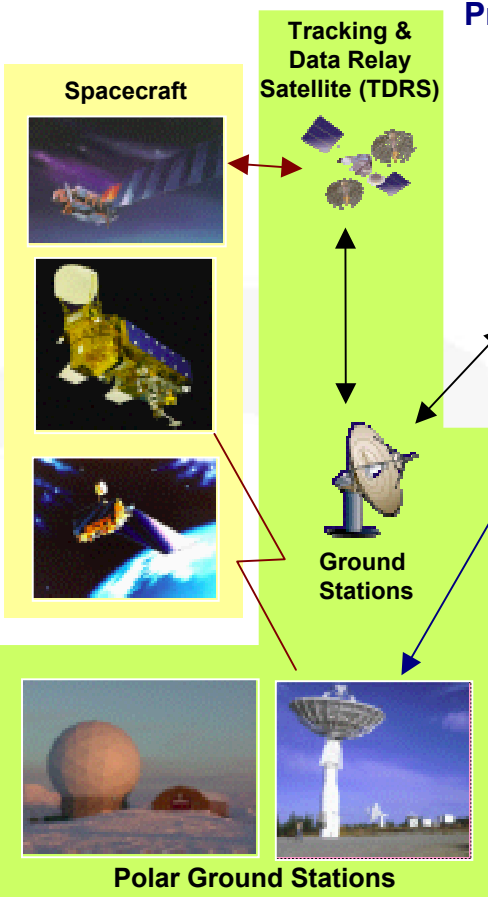 Tracking &
Data Relay
Satellite (TDRS)
Spacecraft
Ground
Stations
Polar Ground Stations